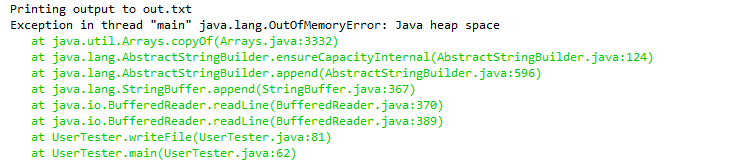 Printing output to out.txt
Exception in thread "main" java.lang.OutOfMemoryError: Java heap space
at java.util.Arrays.copyOf(Arrays.java:3332)
at java.lang.AbstractStringBuilder.ensureCapacityInternal(AbstractStringBuilder.java:124)
at java.lang.AbstractStringBuilder.append(AbstractStringBuilder.java:596)
at java.lang.StringBuffer.append(StringBuffer.java:367)
at java.io.BufferedReader.readLine(BufferedReader.java:370)
at java.io.BufferedReader.readLine(BufferedReader.java:389)
at UserTester.writeFile(UserTester.java:81)
at UserTester.main(UserTester.java:62)